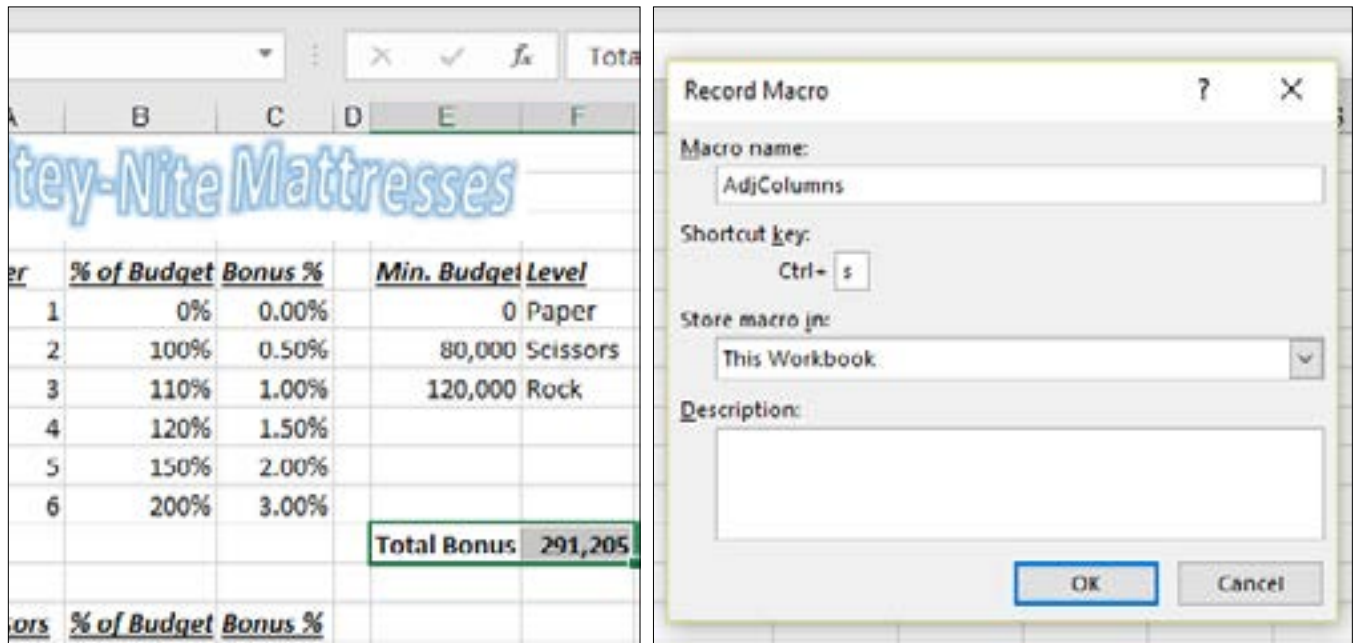 fx Tota
A B C D E F
tey-Nite Mattresses
er % of Budget Bonus % Min. Budget Level
1 0% 0.00% 0 Paper
2 100% 0.50% 80,000 Scissors
3 110% 1.00% 120,000 Rock
4 120% 1.50%
5 150% 2.00%
6 200% 3.00%
Total Bonus 291,205
ors % of Budget Bonus %
Record Macro ?
Macro name:
AdjColumns
Shortcut key:
Ctrl+ s
Store macro in:
This Workbook
Description:
OK Cancel